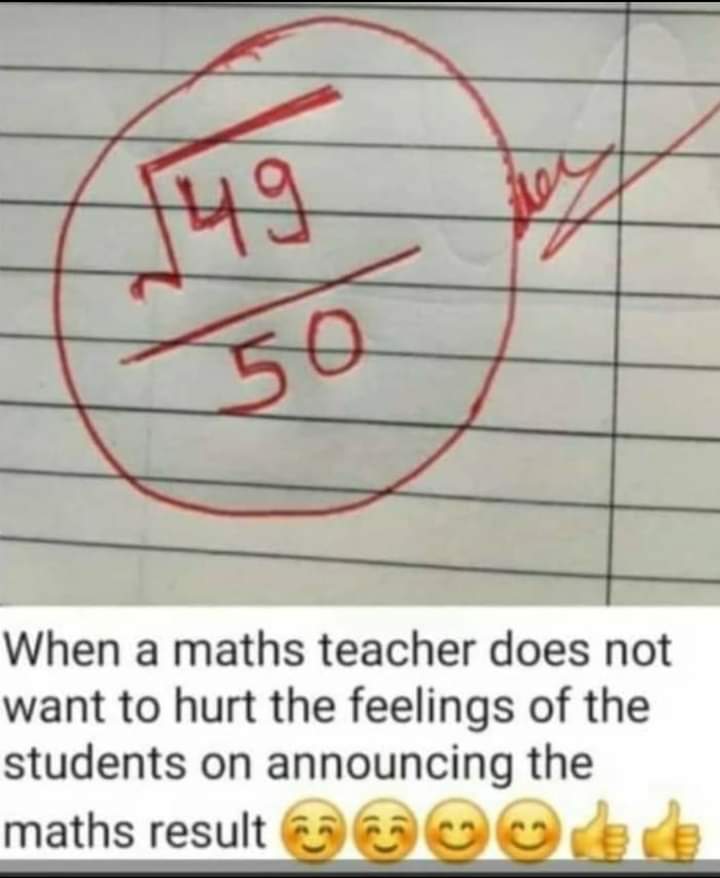 √49
50
When a maths teacher does not
want to hurt the feelings of the
students on announcing the
maths result ☺️☺️😊😊👍👍